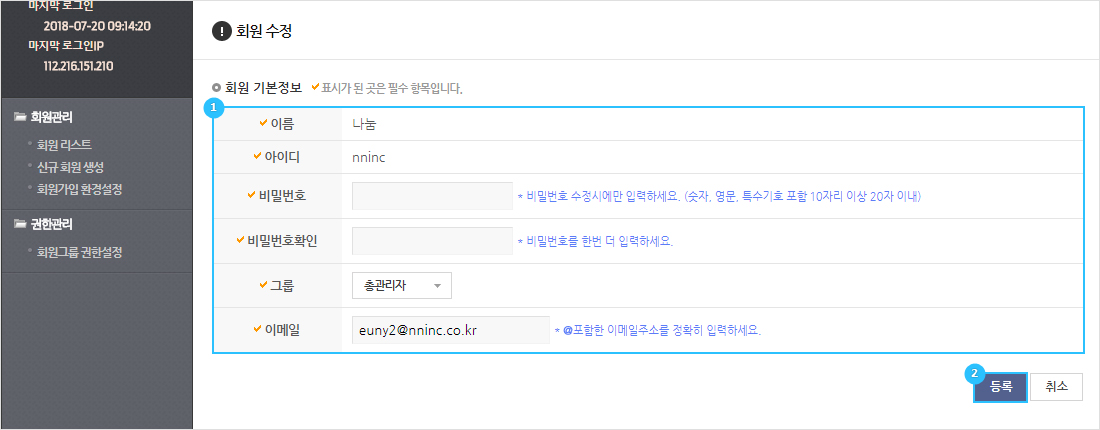 마지막 로그인
2018-07-20 09:14:20
마지막 로그인IP
112.216.151.210
회원관리
회원 리스트
신규 회원 생성
회원가입 환경설정
권한관리
회원그룹 권한설정
회원 수정
회원 기본정보 표시가 된 곳은 필수 항목입니다.
1
이름 나눔
아이디 nninc
비밀번호 * 비밀번호 수정시에만 입력하세요. (숫자, 영문, 특수기호 포함 10자리 이상 20자 이내)
비밀번호확인 * 비밀번호를 한번 더 입력하세요.
그룹 총관리자
이메일 euny2@nninc.co.kr * @포함한 이메일주소를 정확히 입력하세요.
2
등록 취소